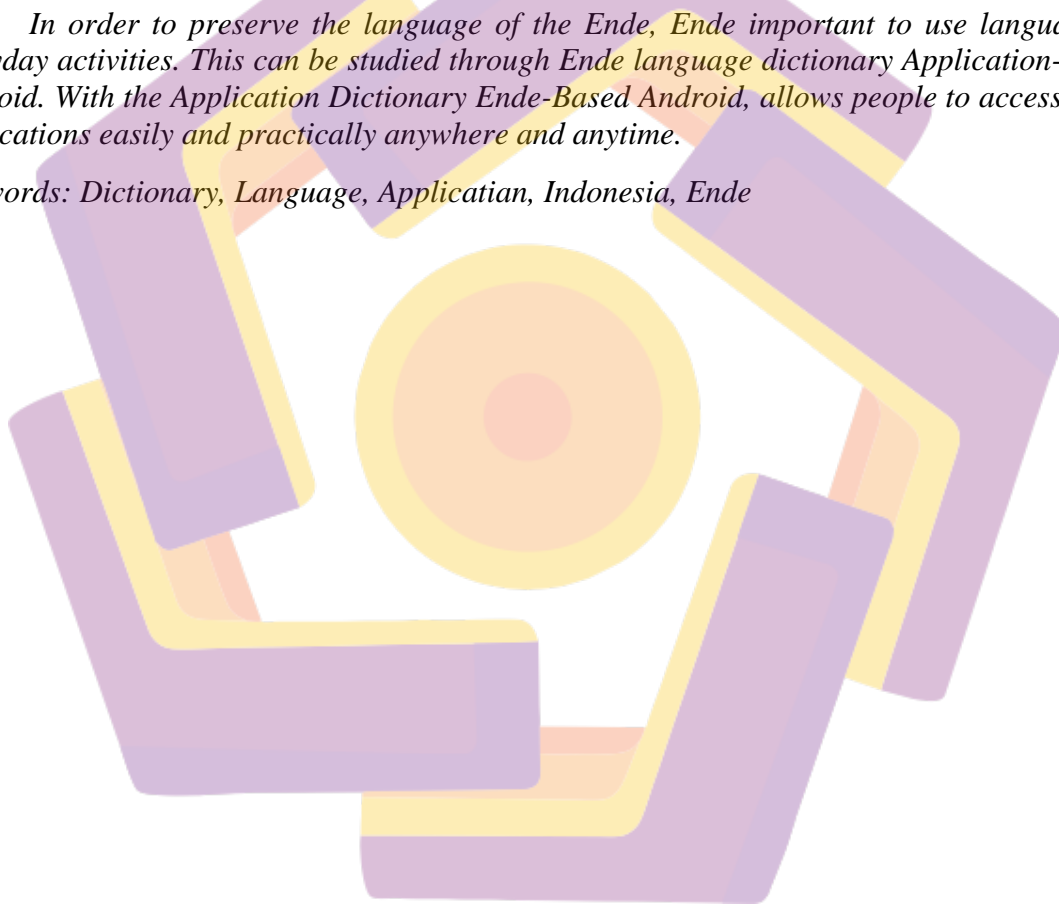 In order to preserve the language of the Ende, Ende important to use langu
yday activities. This can be studied through Ende language dictionary Application-
oid. With the Application Dictionary Ende-Based Android, allows people to access
cations easily and practically anywhere and anytime.
words: Dictionary, Language, Applicatian, Indonesia, Ende